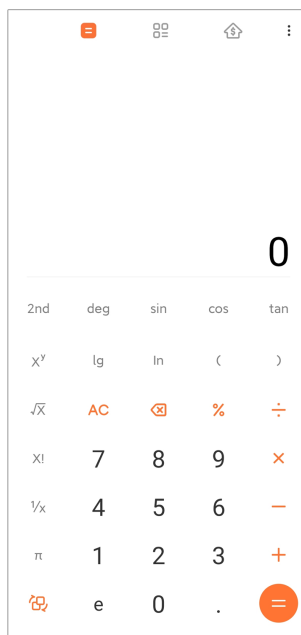 0
2nd deg sin cos tan
Xʸ lg ln ( )
√X AC % ÷
X! 7 8 9 ×
¹/x 4 5 6 −
π 1 2 3 +
e 0 . =